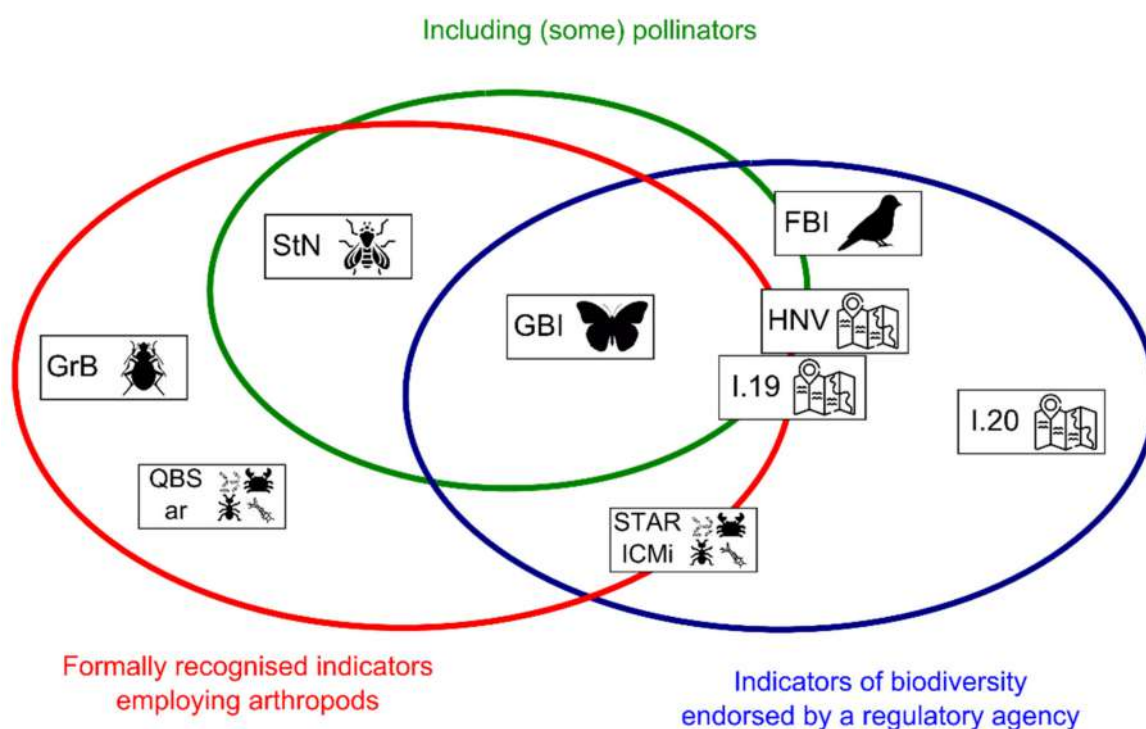 Including (some) pollinators
StN
FBI
GBI
HNV
GrB
I.19
I.20
QBS
ar
STAR
ICMi
Formally recognised indicators
employing arthropods
Indicators of biodiversity
endorsed by a regulatory agency